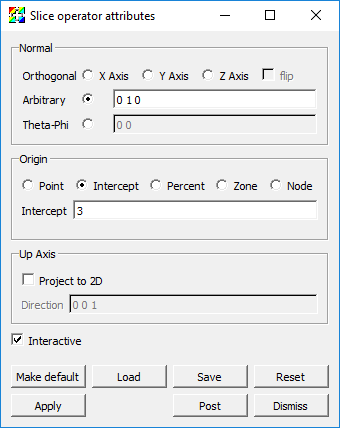 Slice operator attributes
Normal
Orthogonal X Axis Y Axis Z Axis flip
Arbitrary 0 1 0
Theta-Phi 0 0
Origin
Point Intercept Percent Zone Node
Intercept 3
Up Axis
Project to 2D
Direction 0 0 1
Interactive
Make default Load Save Reset
Apply Post Dismiss